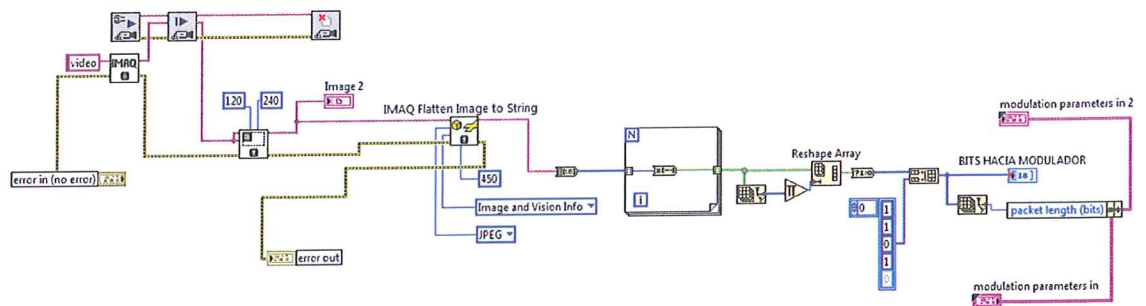 video
IMAQ
Image 2
120
240
IMAQ Flatten Image to String
error in (no error)
450
Image and Vision Info
JPEG
error out
N
i
Reshape Array
?1:0
0
1
1
0
1
0
modulation parameters in 2
BITS HACIA MODULADOR
packet length (bits)
modulation parameters in